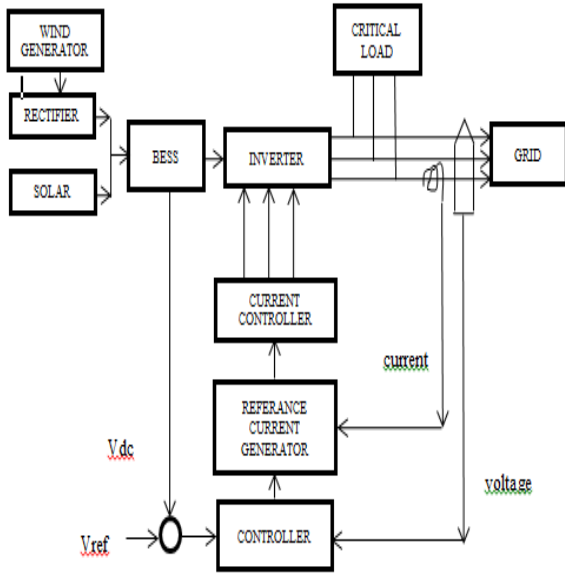 WIND
GENERATOR
CRITICAL
LOAD
RECTIFIER
BESS
INVERTER
GRID
SOLAR
CURRENT
CONTROLLER
current
REFERANCE
CURRENT
GENERATOR
Vdc
voltage
Vref
CONTROLLER